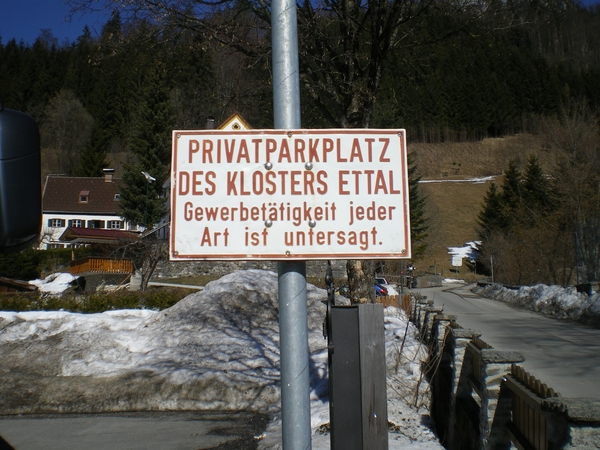 PRIVATPARKPLATZ
DES KLOSTERS ETTAL
Gewerbetätigkeit jeder
Art ist untersagt.